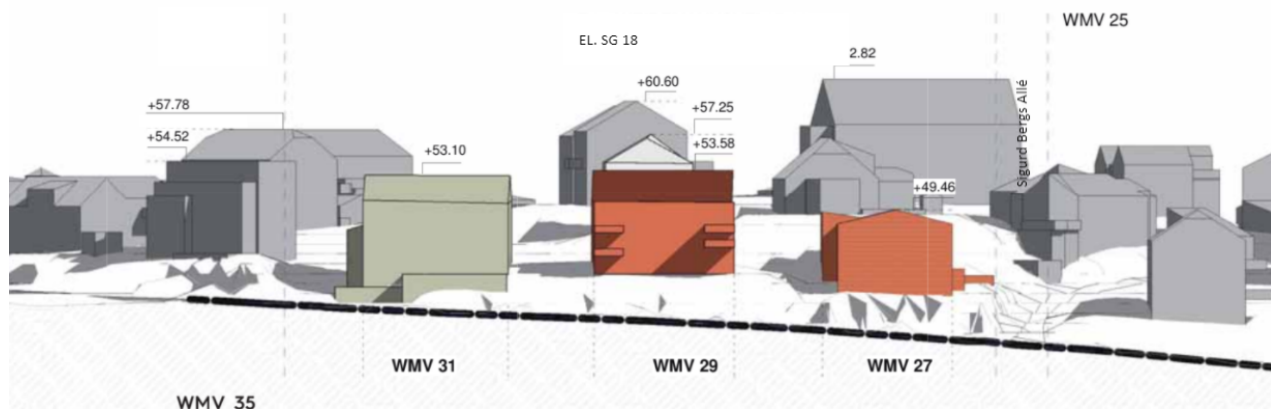 WMV 25
EL. SG 18
2.82
+60.60
+57.78
+57.25
+54.52
+53.58
+53.10
+49.46
Sigurd Bergs Allé
WMV 31
WMV 29
WMV 27
WMV 35